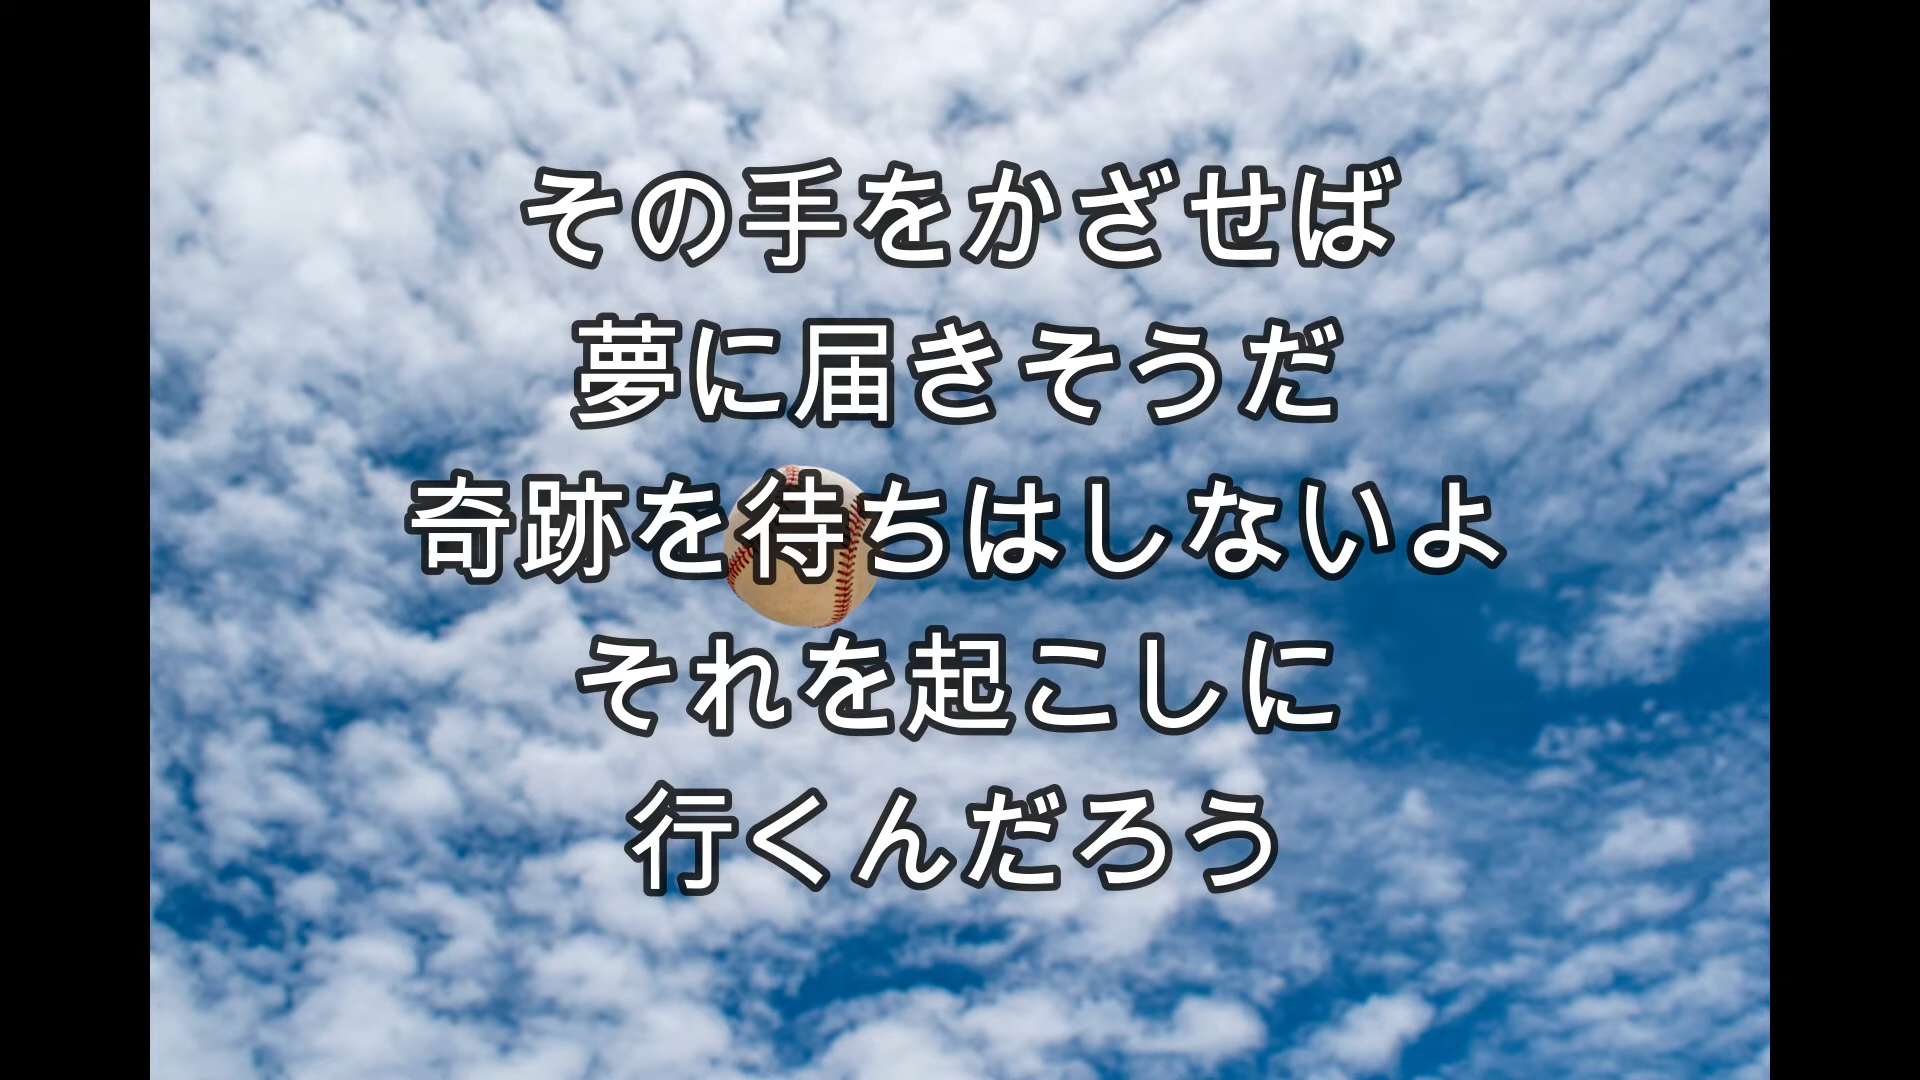 その手をかざせば
夢に届きそうだ
奇跡を待ちはしないよ
それを起こしに
行くんだろう